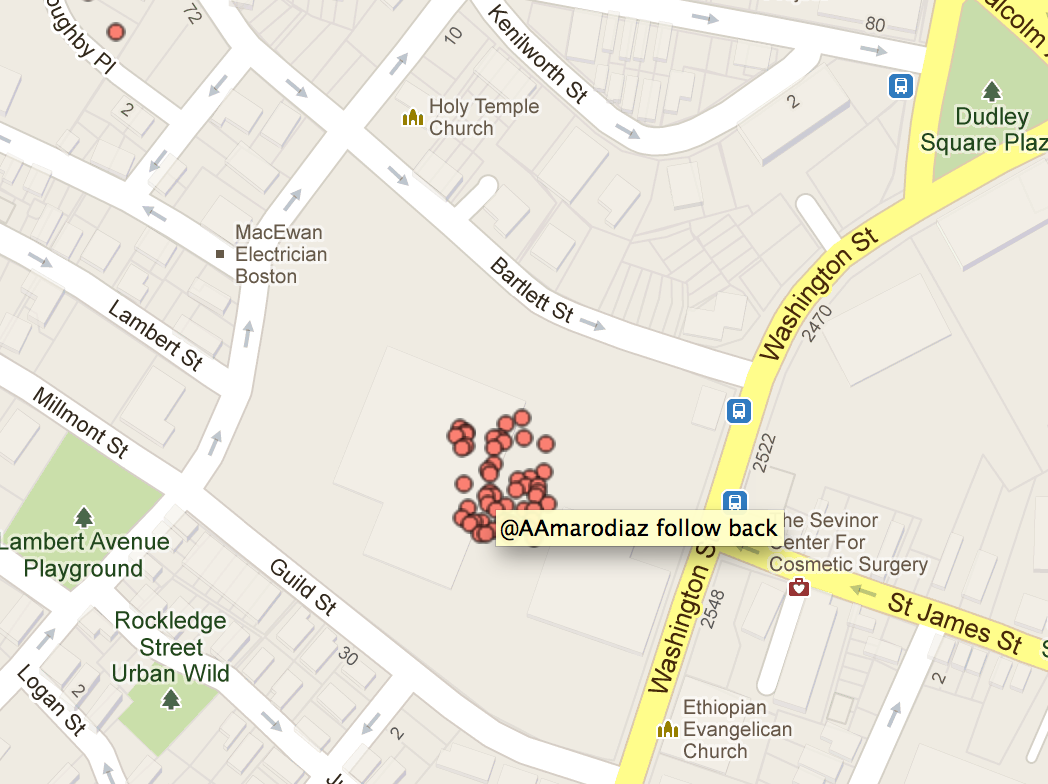 oughby Pl
72
10
Kenilworth St
80
alcolm
2
2
Holy Temple
Church
Dudley
Square Plaz
MacEwan
Electrician
Boston
Bartlett St
Washington St
2470
Lambert St
Millmont St
2522
@AAmarodiaz follow back
The Sevinor
Center For
Cosmetic Surgery
Lambert Avenue
Playground
Guild St
Washington S
2548
St James St
S
Rockledge
Street
Urban Wild
30
2
Logan St
2
2
Ethiopian
Evangelican
Church